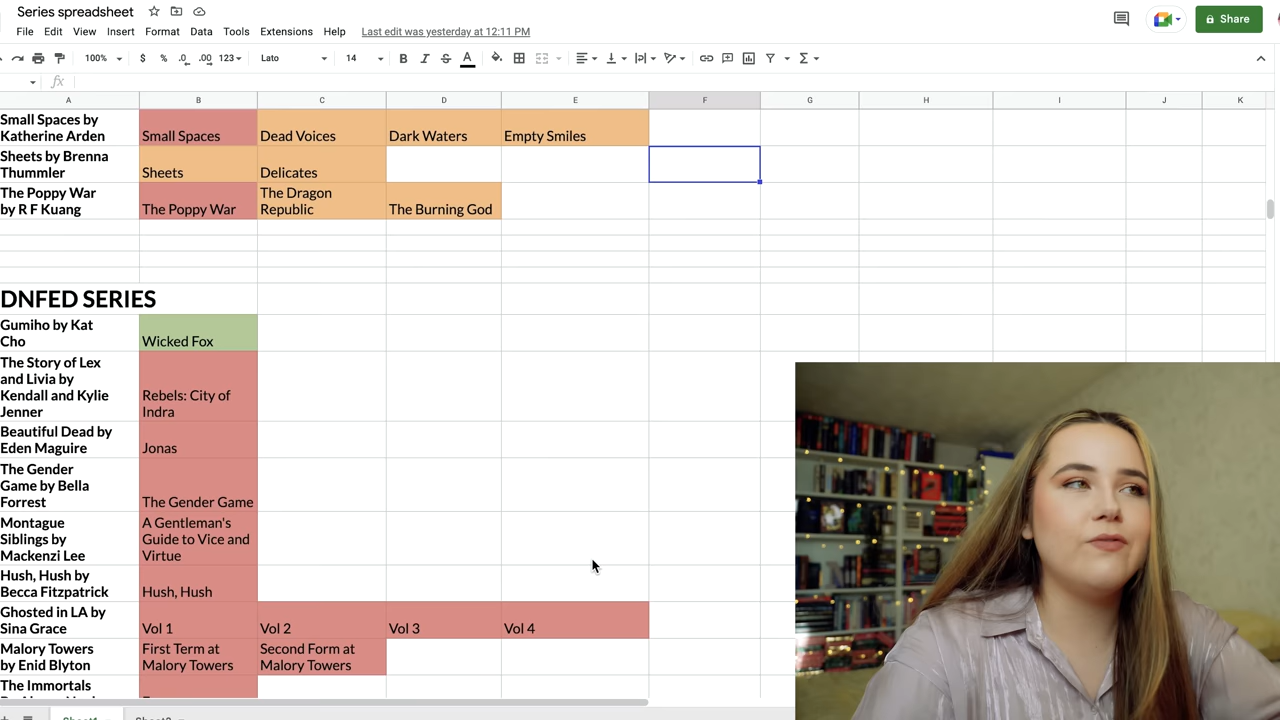 Series spreadsheet
File Edit View Insert Format Data Tools Extensions Help Last edit was yesterday at 12:11 PM
Share
100% $ % .0 .00 123 Lato 14 B I S A
fx
A B C D E F G H I J K
Small Spaces by
Katherine Arden
Small Spaces
Dead Voices
Dark Waters
Empty Smiles
Sheets by Brenna
Thummler
Sheets
Delicates
The Poppy War
by R F Kuang
The Poppy War
The Dragon
Republic
The Burning God
DNFED SERIES
Gumiho by Kat
Cho
Wicked Fox
The Story of Lex
and Livia by
Kendall and Kylie
Jenner
Rebels: City of
Indra
Beautiful Dead by
Eden Maguire
Jonas
The Gender
Game by Bella
Forrest
The Gender Game
Montague
Siblings by
Mackenzi Lee
A Gentleman's
Guide to Vice and
Virtue
Hush, Hush by
Becca Fitzpatrick
Hush, Hush
Ghosted in LA by
Sina Grace
Vol 1
Vol 2
Vol 3
Vol 4
Malory Towers
by Enid Blyton
First Term at
Malory Towers
Second Form at
Malory Towers
The Immortals